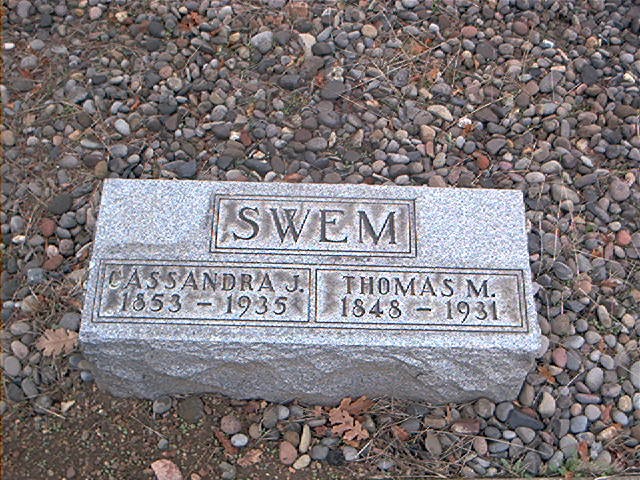 SWEM
CASSANDRA J.
1853 – 1935
THOMAS M.
1848 – 1931